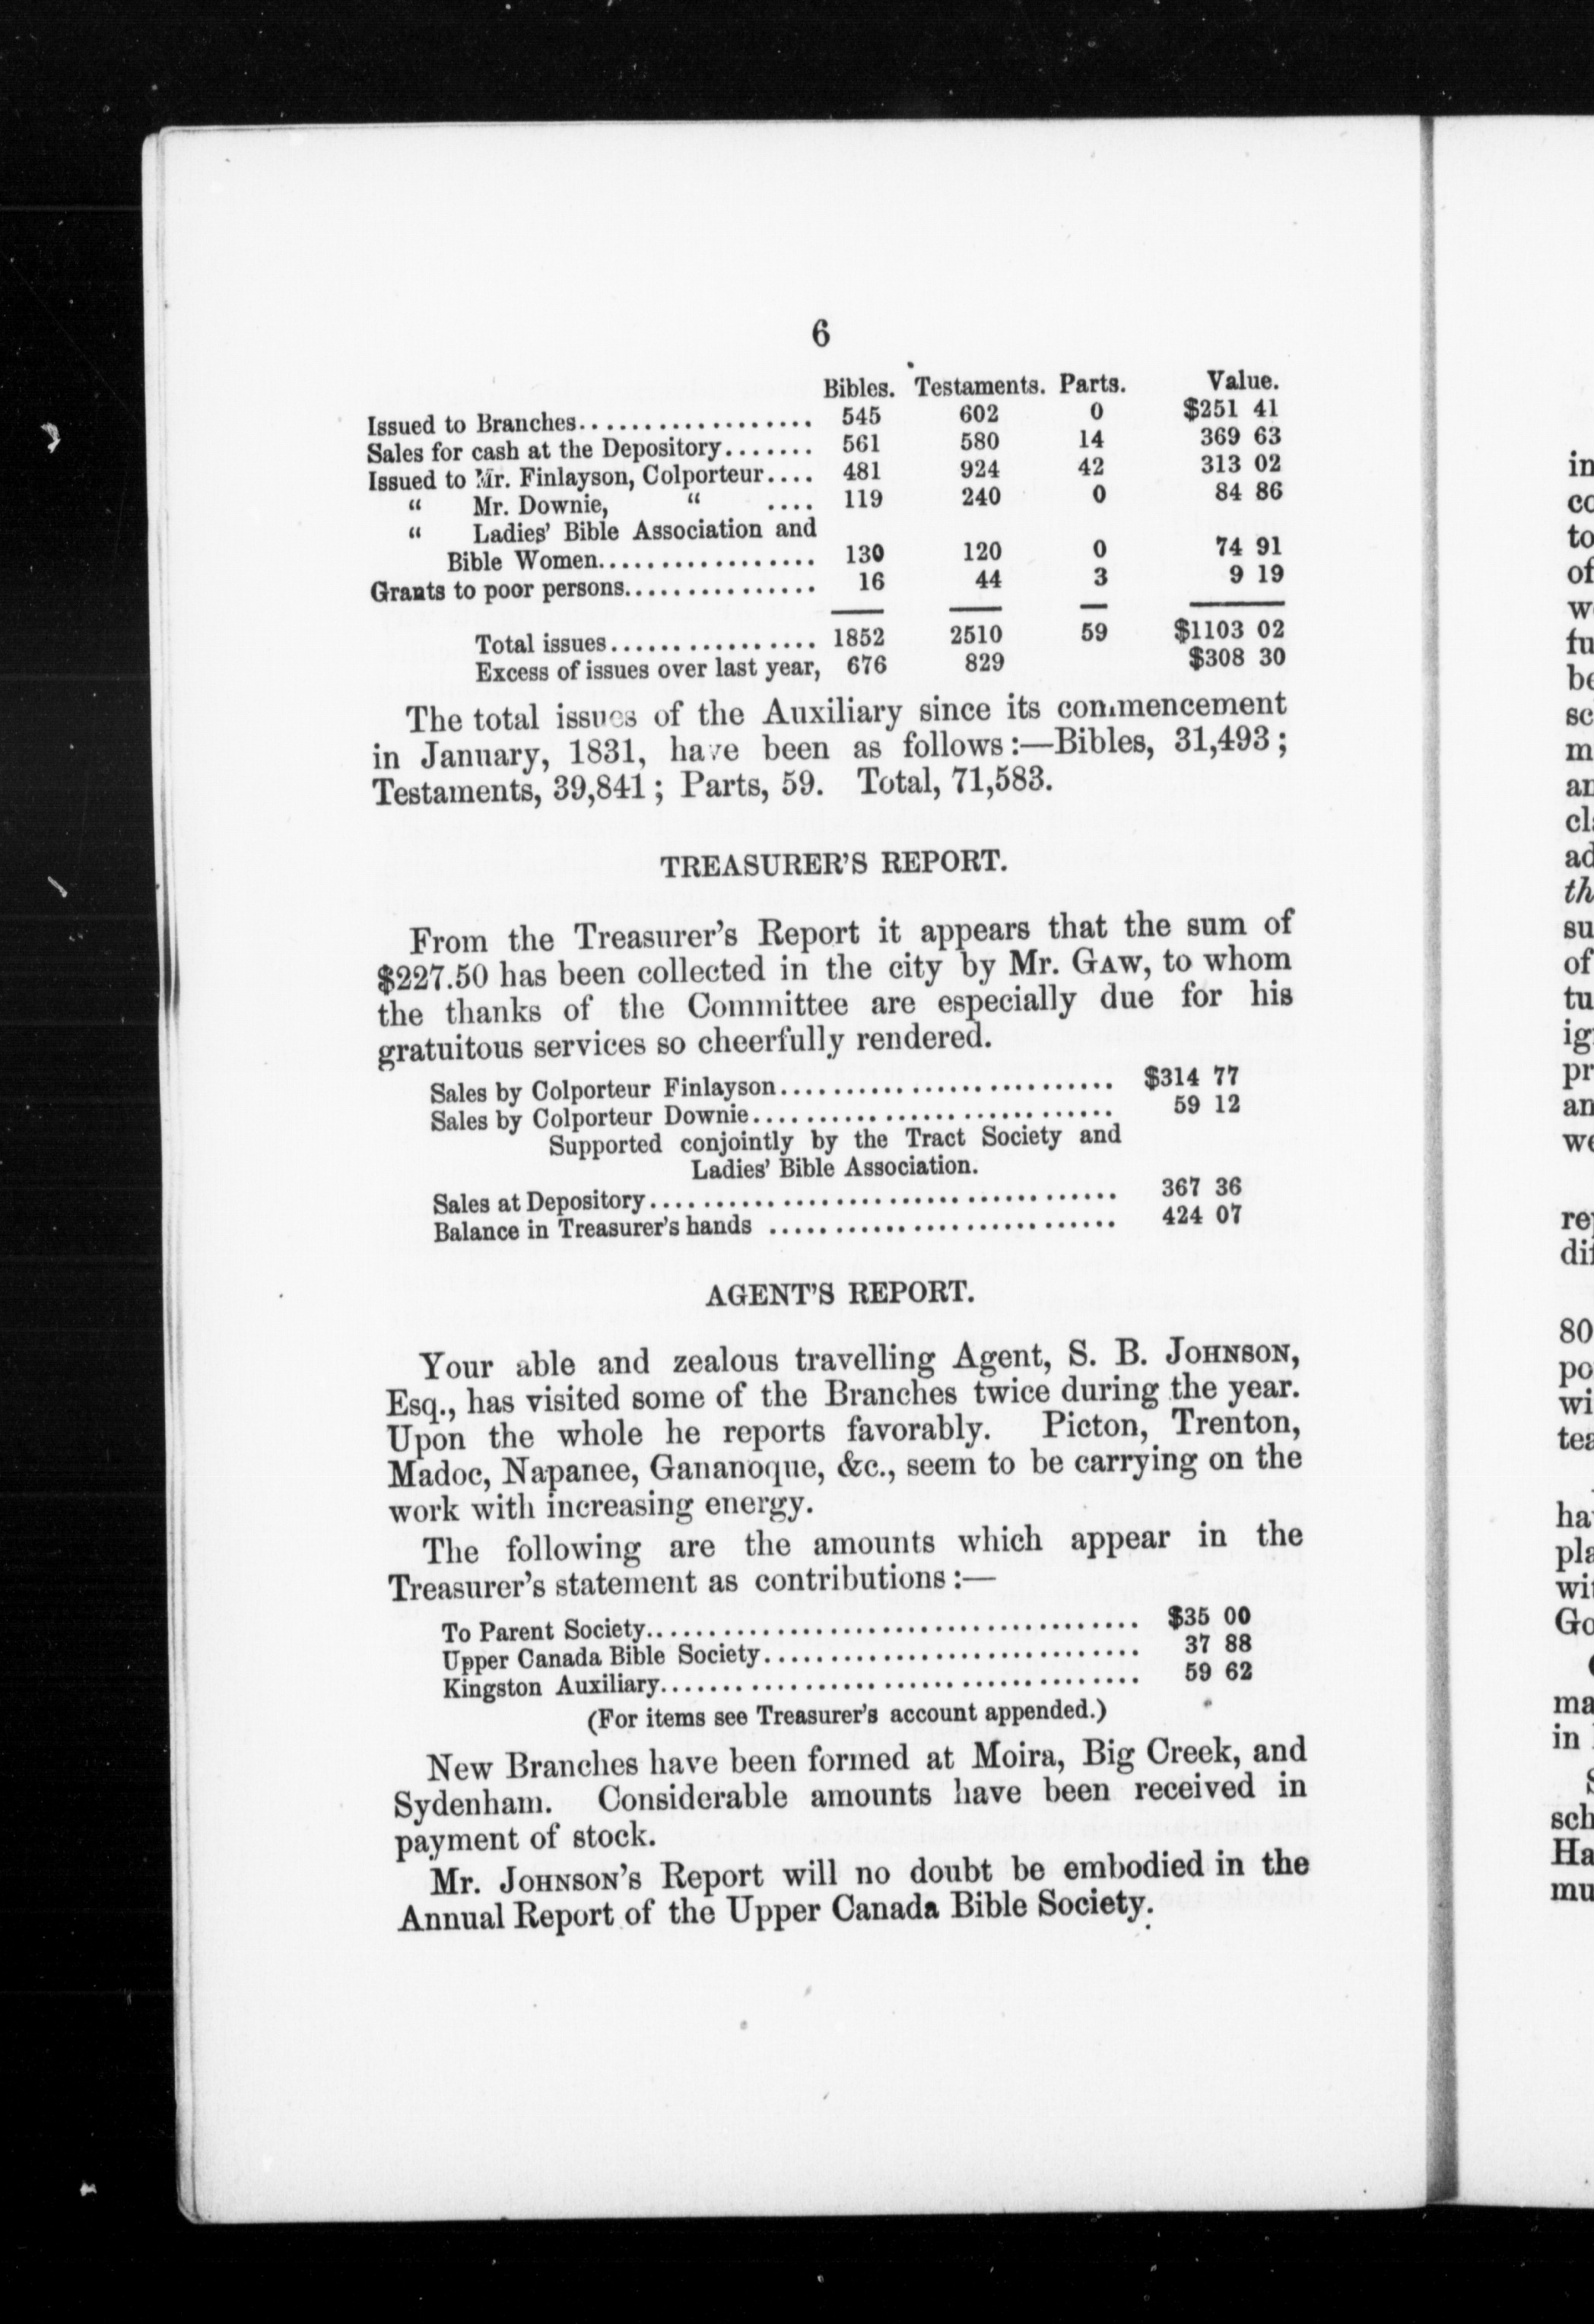 6
Bibles. Testaments. Parts. Value.
Issued to Branches.................. 545 602 0 $251 41
Sales for cash at the Depository....... 561 580 14 369 63
Issued to Mr. Finlayson, Colporteur.... 481 924 42 313 02
“ Mr. Downie, “ .... 119 240 0 84 86
“ Ladies’ Bible Association and
Bible Women................. 130 120 0 74 91
Grants to poor persons............... 16 44 3 9 19
Total issues................ 1852 2510 59 $1103 02
Excess of issues over last year, 676 829 $308 30
The total issues of the Auxiliary since its commencement
in January, 1831, have been as follows:—Bibles, 31,493;
Testaments, 39,841; Parts, 59. Total, 71,583.
TREASURER’S REPORT.
From the Treasurer’s Report it appears that the sum of
$227.50 has been collected in the city by Mr. GAW, to whom
the thanks of the Committee are especially due for his
gratuitous services so cheerfully rendered.
Sales by Colporteur Finlayson............................ $314 77
Sales by Colporteur Downie.............................. 59 12
Supported conjointly by the Tract Society and
Ladies’ Bible Association.
Sales at Depository....................................... 367 36
Balance in Treasurer’s hands ............................. 424 07
AGENT’S REPORT.
Your able and zealous travelling Agent, S. B. JOHNSON,
Esq., has visited some of the Branches twice during the year.
Upon the whole he reports favorably. Picton, Trenton,
Madoc, Napanee, Gananoque, &c., seem to be carrying on the
work with increasing energy.
The following are the amounts which appear in the
Treasurer’s statement as contributions:—
To Parent Society......................................... $35 00
Upper Canada Bible Society............................... 37 88
Kingston Auxiliary........................................ 59 62
(For items see Treasurer’s account appended.)
New Branches have been formed at Moira, Big Creek, and
Sydenham. Considerable amounts have been received in
payment of stock.
Mr. JOHNSON’S Report will no doubt be embodied in the
Annual Report of the Upper Canada Bible Society.